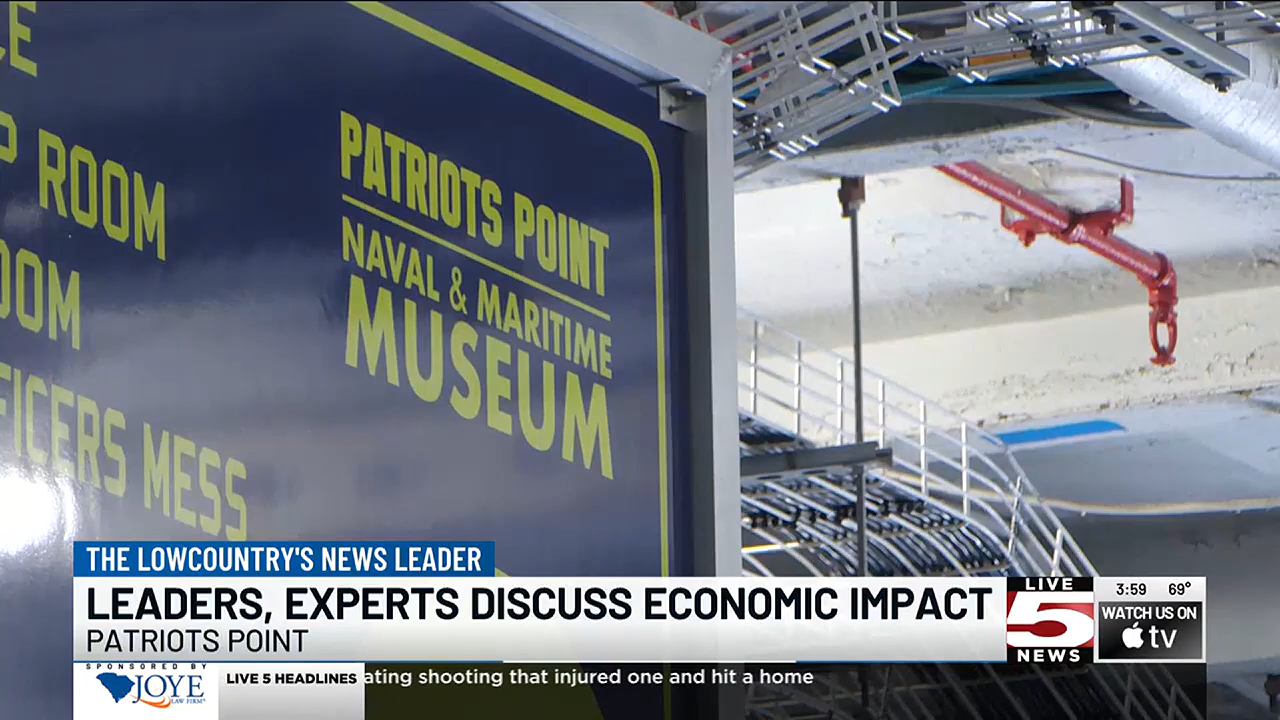 ROOM
MESS
PATRIOTS POINT
NAVAL & MARITIME
MUSEUM
THE LOWCOUNTRY'S NEWS LEADER
LEADERS, EXPERTS DISCUSS ECONOMIC IMPACT
PATRIOTS POINT
LIVE
5
NEWS
3:59 69°
WATCH US ON
tv
SPONSORED BY
JOYE
LAW FIRM
LIVE 5 HEADLINES
ating shooting that injured one and hit a home